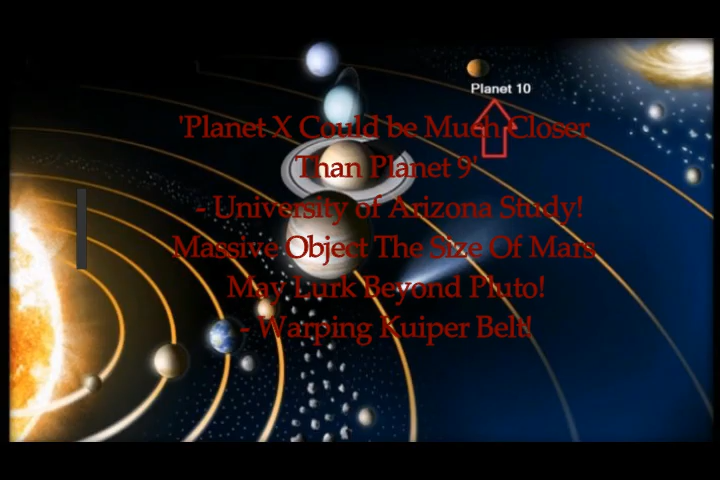 Planet 10
'Planet X Could be Much Closer
Than Planet 9'
- University of Arizona Study!
Massive Object The Size Of Mars
May Lurk Beyond Pluto!
- Warping Kuiper Belt!